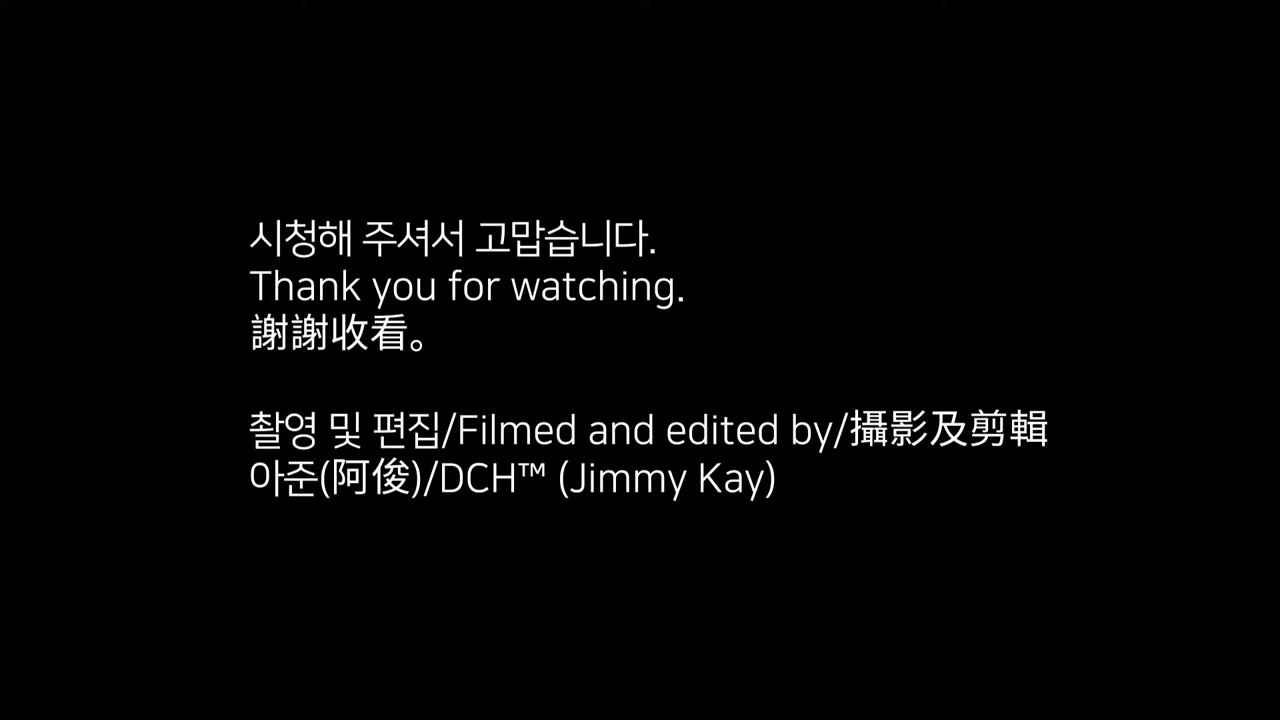 시청해 주셔서 고맙습니다.
Thank you for watching.
謝謝收看。
촬영 및 편집/Filmed and edited by/攝影及剪輯
아준(阿俊)/DCH™ (Jimmy Kay)